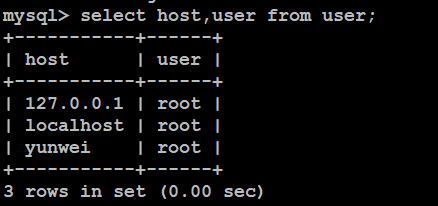 mysql> select host,user from user;
+-----------+------+
| host      | user |
+-----------+------+
| 127.0.0.1 | root |
| localhost | root |
| yunwei    | root |
+-----------+------+
3 rows in set (0.00 sec)